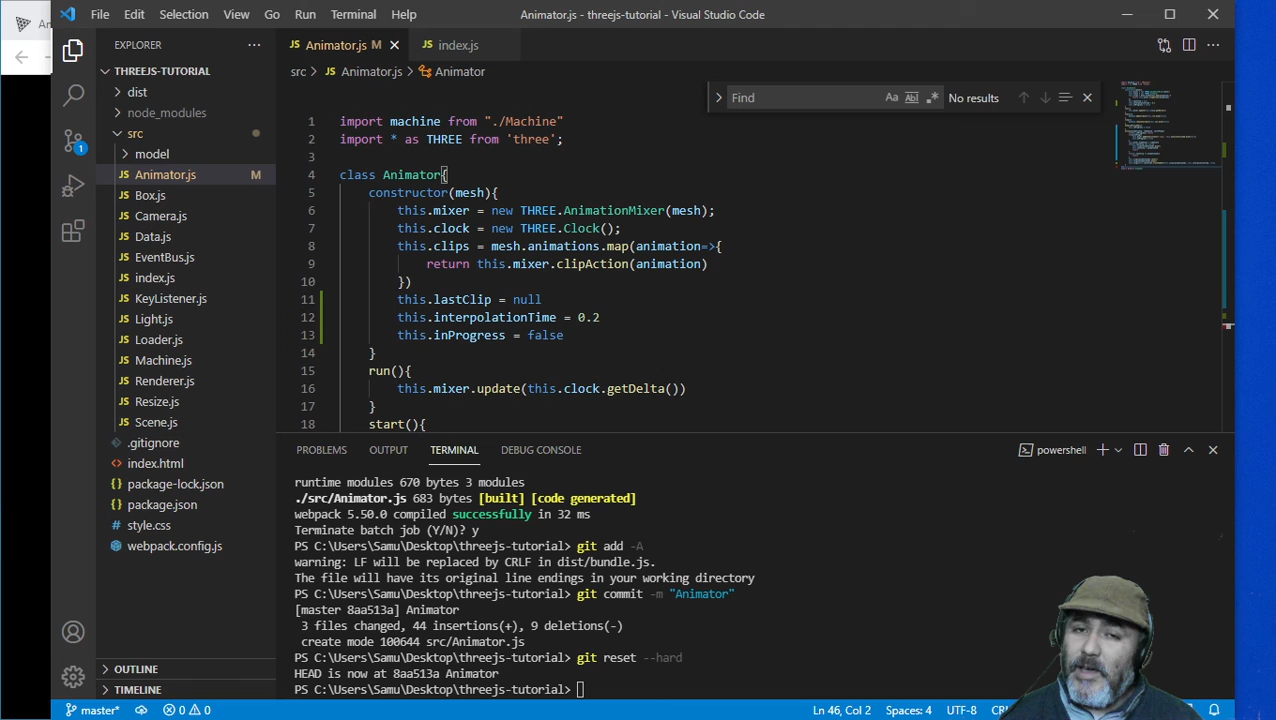 An
File Edit Selection View Go Run Terminal Help
Animator.js - threejs-tutorial - Visual Studio Code
EXPLORER
JS Animator.js M
JS index.js
THREEJS-TUTORIAL
src > JS Animator.js > Animator
dist
node_modules
src
model
JS Animator.js M
JS Box.js
JS Camera.js
JS Data.js
JS EventBus.js
JS index.js
JS KeyListener.js
JS Light.js
JS Loader.js
JS Machine.js
JS Renderer.js
JS Resize.js
JS Scene.js
.gitignore
index.html
{} package-lock.json
{} package.json
# style.css
webpack.config.js
OUTLINE
TIMELINE
1
Find Aa ab No results
1 import machine from "./Machine"
2 import * as THREE from 'three';
3
4 class Animator{
5 constructor(mesh){
6 this.mixer = new THREE.AnimationMixer(mesh);
7 this.clock = new THREE.Clock();
8 this.clips = mesh.animations.map(animation=>{
9 return this.mixer.clipAction(animation)
10 })
11 this.lastClip = null
12 this.interpolationTime = 0.2
13 this.inProgress = false
14 }
15 run(){
16 this.mixer.update(this.clock.getDelta())
17 }
18 start(){
PROBLEMS OUTPUT TERMINAL DEBUG CONSOLE
powershell
runtime modules 670 bytes 3 modules
./src/Animator.js 683 bytes [built] [code generated]
webpack 5.50.0 compiled successfully in 32 ms
Terminate batch job (Y/N)? y
PS C:\Users\Samu\Desktop\threejs-tutorial> git add -A
warning: LF will be replaced by CRLF in dist/bundle.js.
The file will have its original line endings in your working directory
PS C:\Users\Samu\Desktop\threejs-tutorial> git commit -m "Animator"
[master 8aa513a] Animator
3 files changed, 44 insertions(+), 9 deletions(-)
create mode 100644 src/Animator.js
PS C:\Users\Samu\Desktop\threejs-tutorial> git reset --hard
HEAD is now at 8aa513a Animator
PS C:\Users\Samu\Desktop\threejs-tutorial>
master* 0 0
Ln 46, Col 2 Spaces: 4 UTF-8